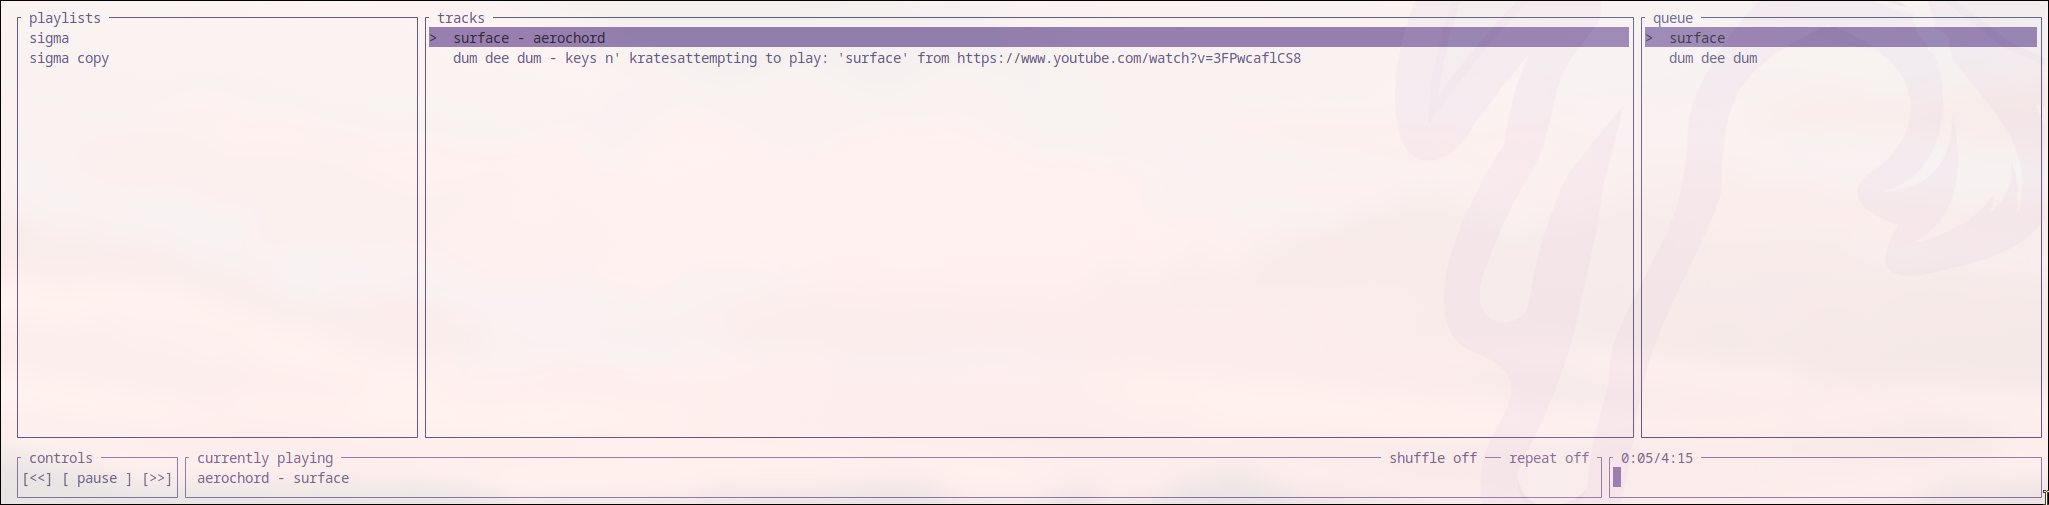 playlists
sigma
sigma copy
tracks
> surface - aerochord
dum dee dum - keys n' kratesattempting to play: 'surface' from https://www.youtube.com/watch?v=3FPwcaflCS8
queue
> surface
dum dee dum
controls
[<<] [ pause ] [>>]
currently playing
shuffle off
repeat off
aerochord - surface
0:05/4:15